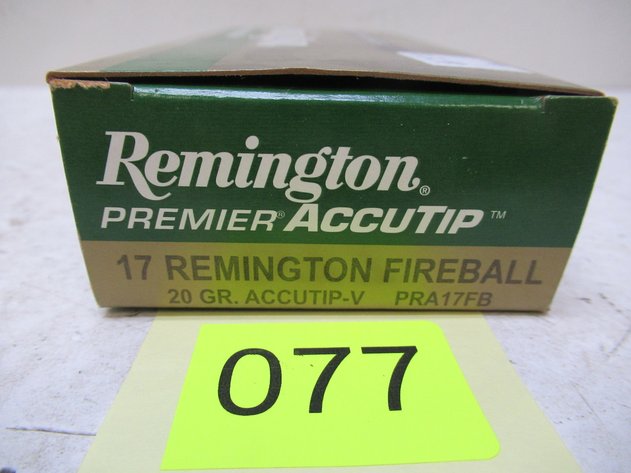 Remington®
PREMIER® ACCUTIP™
17 REMINGTON FIREBALL
20 GR. ACCUTIP-V PRA17FB
077